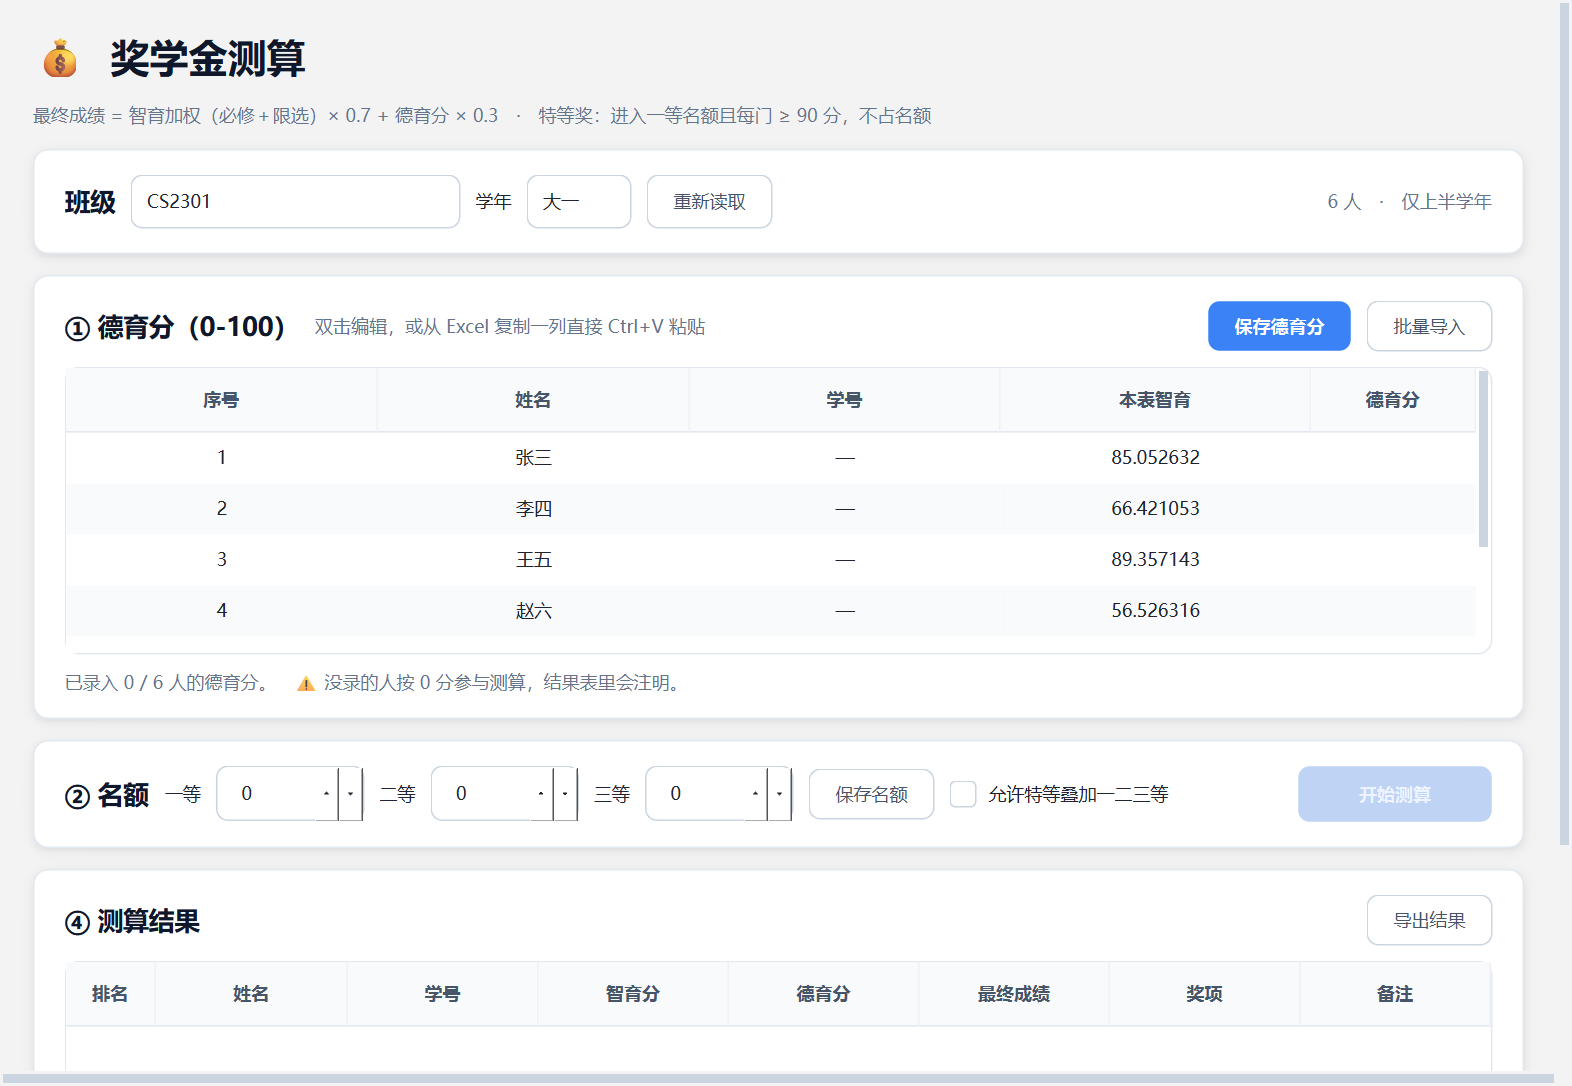 奖学金测算
最终成绩 = 智育加权（必修＋限选）× 0.7 + 德育分 × 0.3 · 特等奖：进入一等名额且每门 ≥ 90 分，不占名额
班级 CS2301 学年 大一 重新读取 6 人 · 仅上半学年
① 德育分（0-100） 双击编辑，或从 Excel 复制一列直接 Ctrl+V 粘贴 保存德育分 批量导入
序号 姓名 学号 本表智育 德育分
1 张三 — 85.052632
2 李四 — 66.421053
3 王五 — 89.357143
4 赵六 — 56.526316
已录入 0 / 6 人的德育分。 ⚠ 没录的人按 0 分参与测算，结果表里会注明。
② 名额 一等 0 二等 0 三等 0 保存名额 允许特等叠加一二三等 开始测算
④ 测算结果 导出结果
排名 姓名 学号 智育分 德育分 最终成绩 奖项 备注